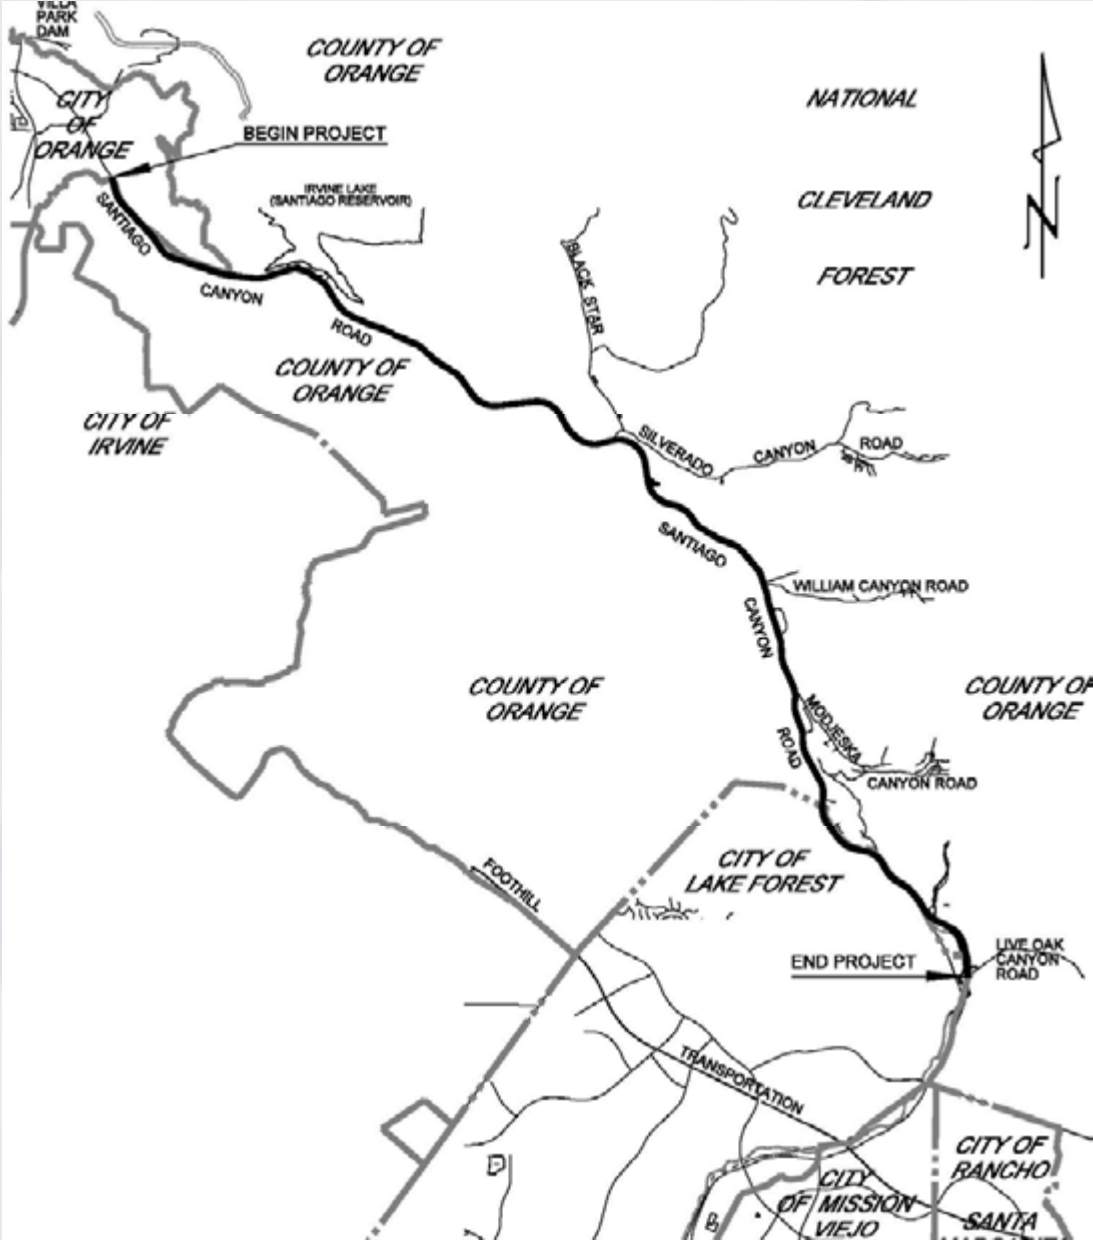 VILLA
PARK
DAM
COUNTY OF
ORANGE
NATIONAL
CITY
OF
ORANGE
BEGIN PROJECT
IRVINE LAKE
(SANTIAGO RESERVOIR)
CLEVELAND
N
SANTIAGO
FOREST
BLACK STAR
CANYON
ROAD
COUNTY OF
ORANGE
CITY OF
IRVINE
SILVERADO
CANYON
ROAD
SANTIAGO
WILLIAM CANYON ROAD
CANYON
COUNTY OF
ORANGE
COUNTY OF
ORANGE
MODJESKA
ROAD
CANYON ROAD
CITY OF
LAKE FOREST
FOOTHILL
END PROJECT
LIVE OAK
CANYON
ROAD
TRANSPORTATION
CITY OF
RANCHO
SANTA
CITY
OF MISSION
VIEJO